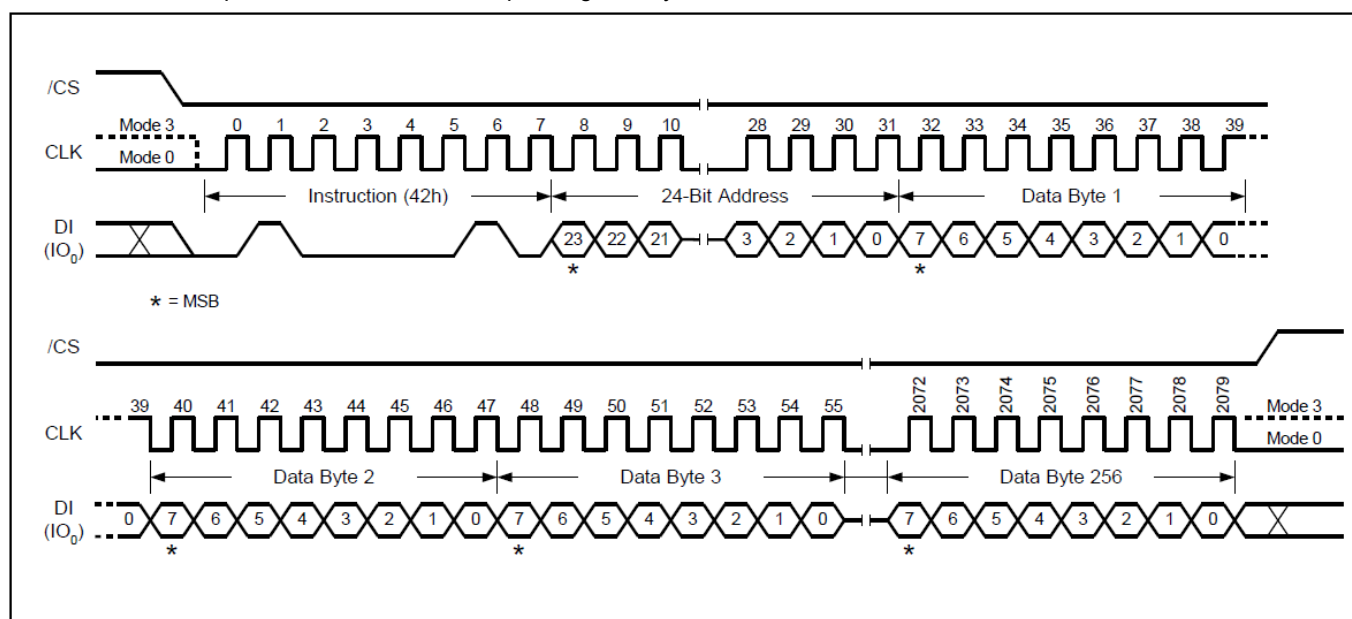 /CS
Mode 3 0 1 2 3 4 5 6 7 8 9 10 28 29 30 31 32 33 34 35 36 37 38 39
CLK
Mode 0
Instruction (42h) 24-Bit Address Data Byte 1
DI
(IO0) 23 22 21 3 2 1 0 7 6 5 4 3 2 1 0
* *
* = MSB
/CS
39 40 41 42 43 44 45 46 47 48 49 50 51 52 53 54 55 2072 2073 2074 2075 2076 2077 2078 2079 Mode 3
CLK
Mode 0
Data Byte 2 Data Byte 3 Data Byte 256
DI
(IO0) 0 7 6 5 4 3 2 1 0 7 6 5 4 3 2 1 0 7 6 5 4 3 2 1 0
* * *